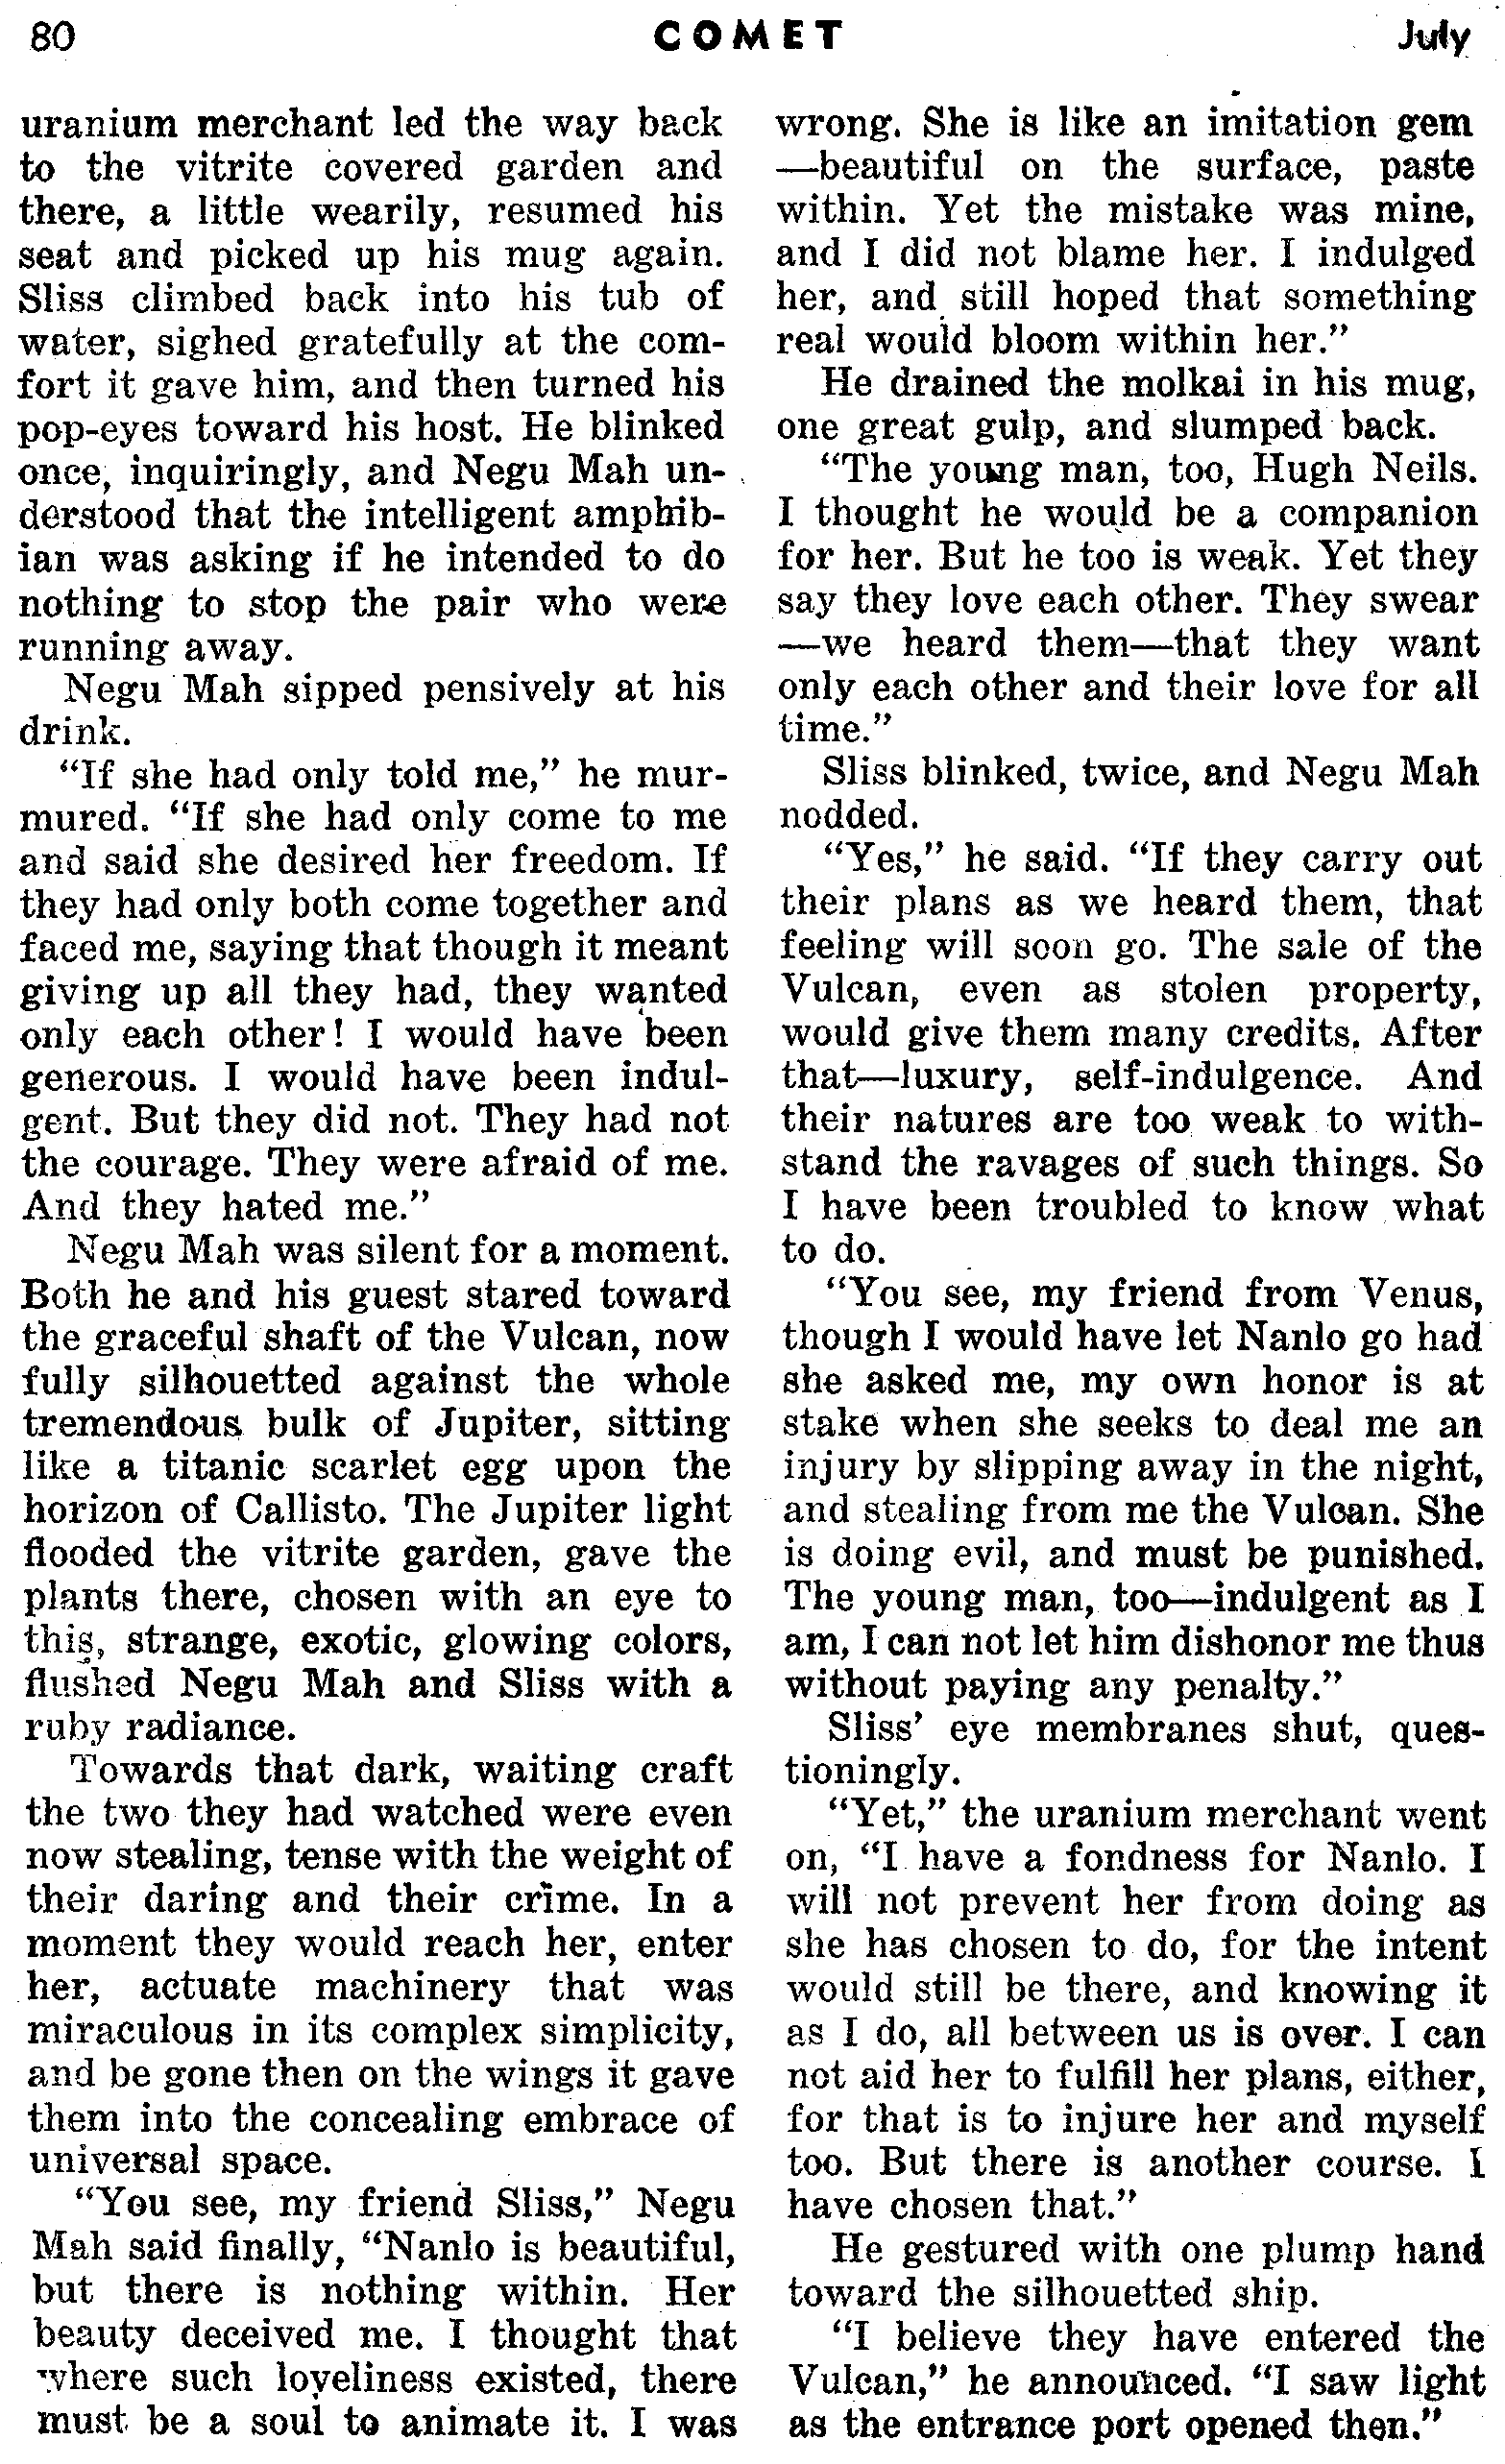 80
COMET
July
uranium merchant led the way back
to the vitrite covered garden and
there, a little wearily, resumed his
seat and picked up his mug again.
Sliss climbed back into his tub of
water, sighed gratefully at the com-
fort it gave him, and then turned his
pop-eyes toward his host. He blinked
once, inquiringly, and Negu Mah un-
derstood that the intelligent amphib-
ian was asking if he intended to do
nothing to stop the pair who were
running away.
Negu Mah sipped pensively at his
drink.
“If she had only told me,” he mur-
mured. “If she had only come to me
and said she desired her freedom. If
they had only both come together and
faced me, saying that though it meant
giving up all they had, they wanted
only each other! I would have been
generous. I would have been indul-
gent. But they did not. They had not
the courage. They were afraid of me.
And they hated me.”
Negu Mah was silent for a moment.
Both he and his guest stared toward
the graceful shaft of the Vulcan, now
fully silhouetted against the whole
tremendous bulk of Jupiter, sitting
like a titanic scarlet egg upon the
horizon of Callisto. The Jupiter light
flooded the vitrite garden, gave the
plants there, chosen with an eye to
this, strange, exotic, glowing colors,
flushed Negu Mah and Sliss with a
ruby radiance.
Towards that dark, waiting craft
the two they had watched were even
now stealing, tense with the weight of
their daring and their crime. In a
moment they would reach her, enter
her, actuate machinery that was
miraculous in its complex simplicity,
and be gone then on the wings it gave
them into the concealing embrace of
universal space.
“You see, my friend Sliss,” Negu
Mah said finally, “Nanlo is beautiful,
but there is nothing within. Her
beauty deceived me. I thought that
where such loveliness existed, there
must be a soul to animate it. I was
wrong. She is like an imitation gem
—beautiful on the surface, paste
within. Yet the mistake was mine,
and I did not blame her. I indulged
her, and still hoped that something
real would bloom within her.”
He drained the molkai in his mug,
one great gulp, and slumped back.
“The young man, too, Hugh Neils.
I thought he would be a companion
for her. But he too is weak. Yet they
say they love each other. They swear
—we heard them—that they want
only each other and their love for all
time.”
Sliss blinked, twice, and Negu Mah
nodded.
“Yes,” he said. “If they carry out
their plans as we heard them, that
feeling will soon go. The sale of the
Vulcan, even as stolen property,
would give them many credits. After
that—luxury, self-indulgence. And
their natures are too weak to with-
stand the ravages of such things. So
I have been troubled to know what
to do.
“You see, my friend from Venus,
though I would have let Nanlo go had
she asked me, my own honor is at
stake when she seeks to deal me an
injury by slipping away in the night,
and stealing from me the Vulcan. She
is doing evil, and must be punished.
The young man, too—indulgent as I
am, I can not let him dishonor me thus
without paying any penalty.”
Sliss’ eye membranes shut, ques-
tioningly.
“Yet,” the uranium merchant went
on, “I have a fondness for Nanlo. I
will not prevent her from doing as
she has chosen to do, for the intent
would still be there, and knowing it
as I do, all between us is over. I can
not aid her to fulfill her plans, either,
for that is to injure her and myself
too. But there is another course. I
have chosen that.”
He gestured with one plump hand
toward the silhouetted ship.
“I believe they have entered the
Vulcan,” he announced. “I saw light
as the entrance port opened then.”